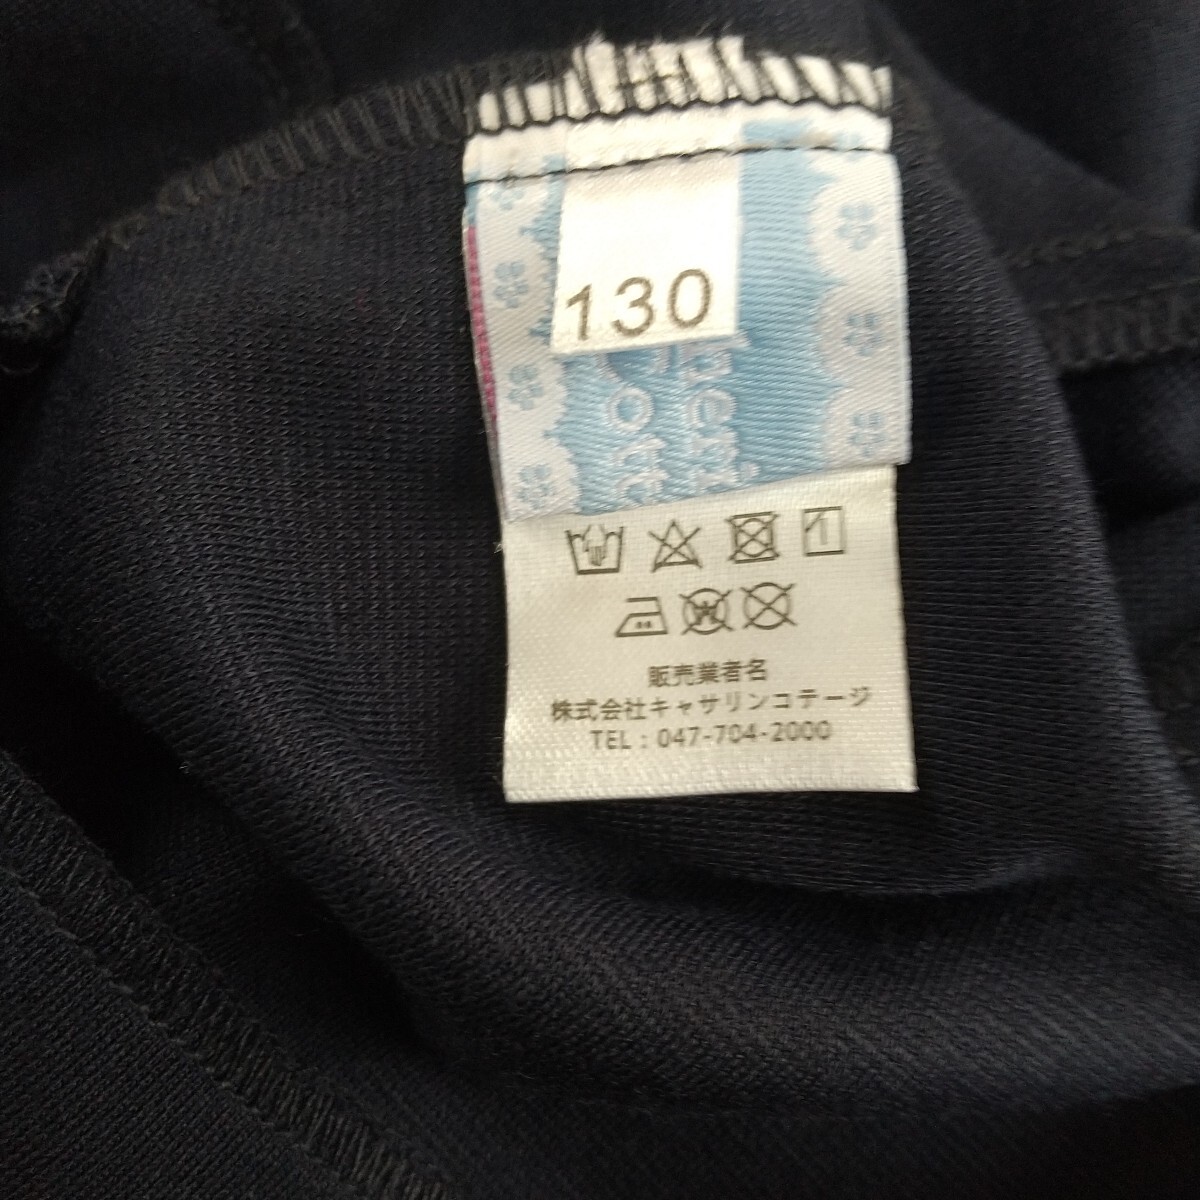 130
販売業者名
株式会社キャサリンコテージ
TEL : 047-704-2000